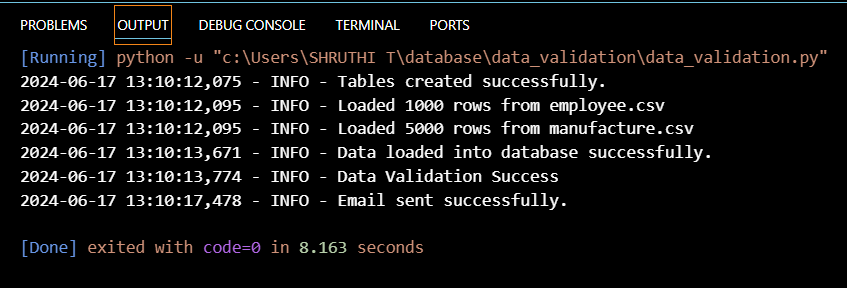 PROBLEMS OUTPUT DEBUG CONSOLE TERMINAL PORTS
[Running] python -u "c:\Users\SHRUTHI T\database\data_validation\data_validation.py"
2024-06-17 13:10:12,075 - INFO - Tables created successfully.
2024-06-17 13:10:12,095 - INFO - Loaded 1000 rows from employee.csv
2024-06-17 13:10:12,095 - INFO - Loaded 5000 rows from manufacture.csv
2024-06-17 13:10:13,671 - INFO - Data loaded into database successfully.
2024-06-17 13:10:13,774 - INFO - Data Validation Success
2024-06-17 13:10:17,478 - INFO - Email sent successfully.
[Done] exited with code=0 in 8.163 seconds